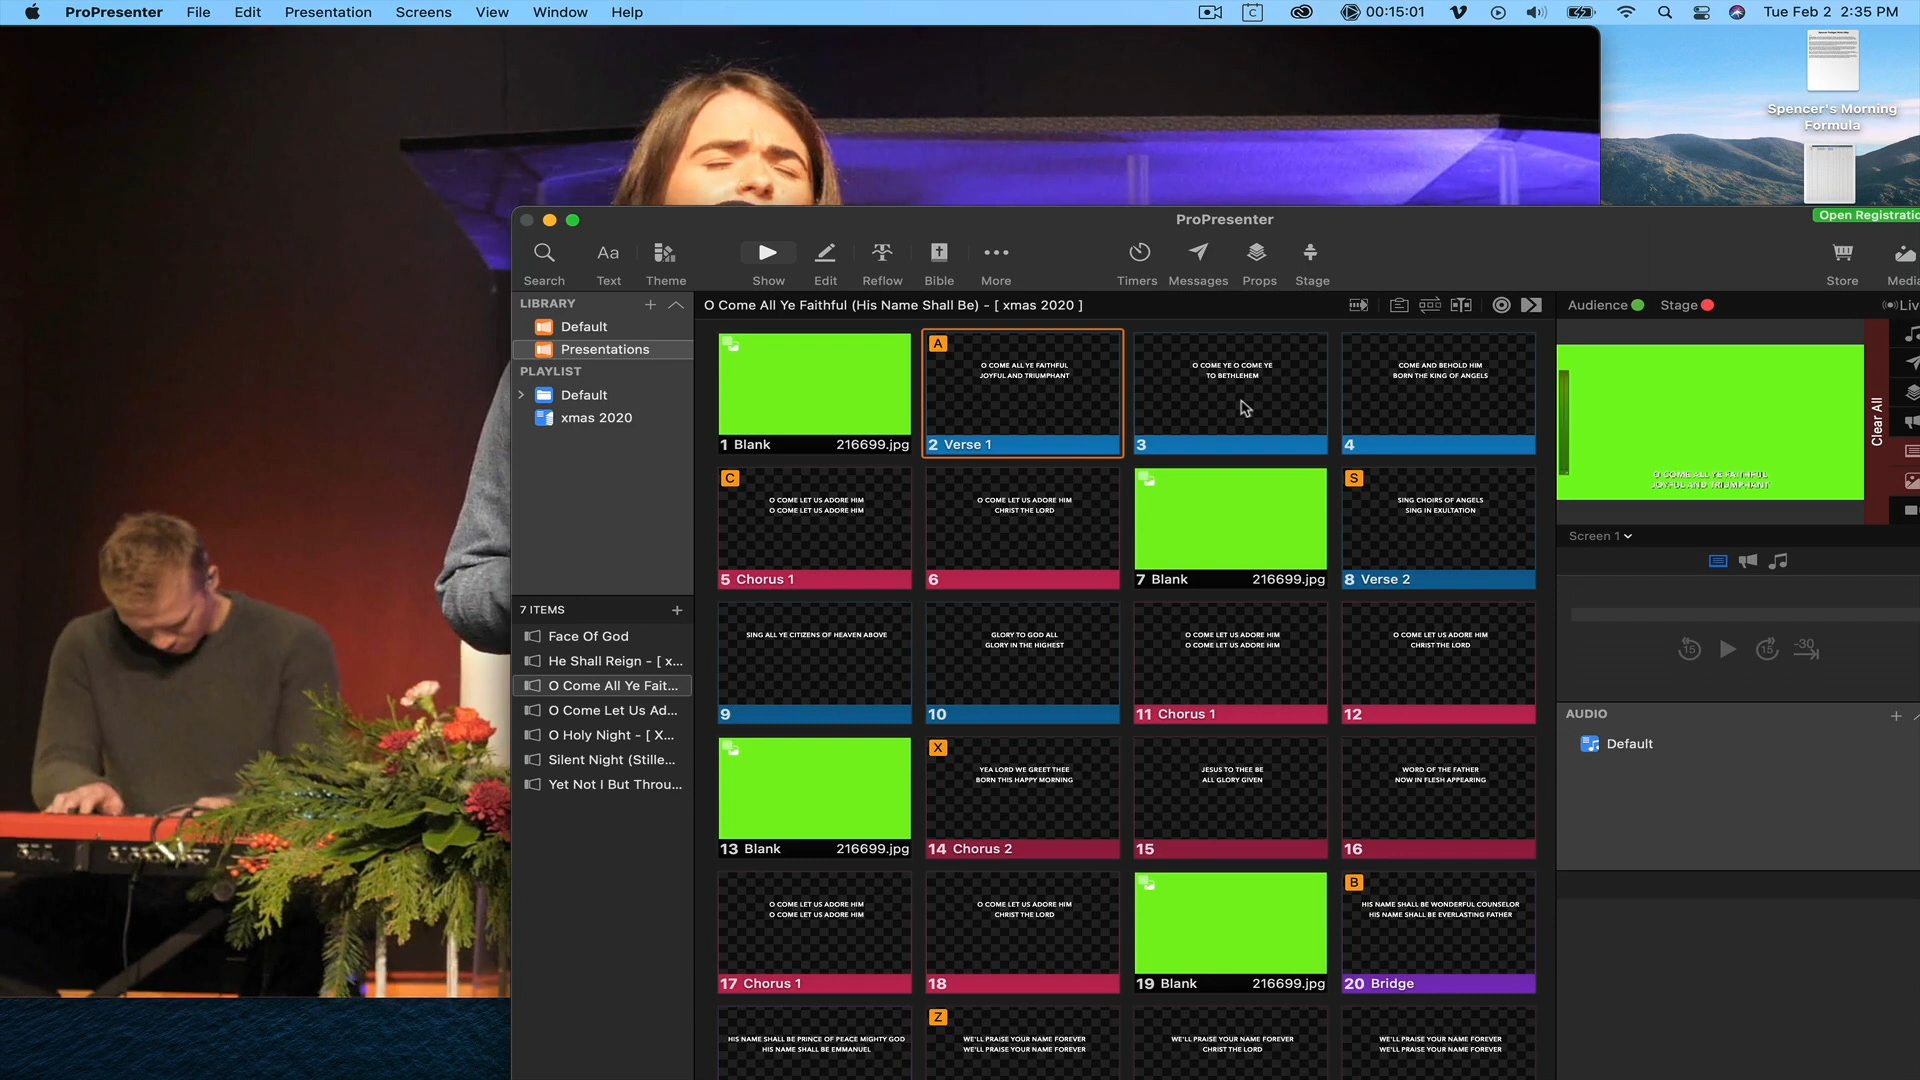 ProPresenter File Edit Presentation Screens View Window Help
00:15:01
Tue Feb 2 2:35 PM
Spencer's Morning
Formula
ProPresenter
Search Text Theme
Show Edit Reflow Bible More
Timers Messages Props Stage
Store
LIBRARY
Default
Presentations
PLAYLIST
Default
xmas 2020
7 ITEMS
Face Of God
He Shall Reign - [ x...
O Come All Ye Fait...
O Come Let Us Ad...
O Holy Night - [ X...
Silent Night (Stille...
Yet Not I But Throu...
O Come All Ye Faithful (His Name Shall Be) - [ xmas 2020 ]
1 Blank 216699.jpg
A
O COME ALL YE FAITHFUL
JOYFUL AND TRIUMPHANT
2 Verse 1
O COME YE O COME YE
TO BETHLEHEM
3
COME AND BEHOLD HIM
BORN THE KING OF ANGELS
4
C
O COME LET US ADORE HIM
O COME LET US ADORE HIM
5 Chorus 1
O COME LET US ADORE HIM
CHRIST THE LORD
6
7 Blank 216699.jpg
S
SING CHOIRS OF ANGELS
SING IN EXULTATION
8 Verse 2
SING ALL YE CITIZENS OF HEAVEN ABOVE
9
GLORY TO GOD ALL
GLORY IN THE HIGHEST
10
O COME LET US ADORE HIM
O COME LET US ADORE HIM
11 Chorus 1
O COME LET US ADORE HIM
CHRIST THE LORD
12
13 Blank 216699.jpg
X
YEA LORD WE GREET THEE
BORN THIS HAPPY MORNING
14 Chorus 2
JESUS TO THEE BE
ALL GLORY GIVEN
15
WORD OF THE FATHER
NOW IN FLESH APPEARING
16
O COME LET US ADORE HIM
O COME LET US ADORE HIM
17 Chorus 1
O COME LET US ADORE HIM
CHRIST THE LORD
18
19 Blank 216699.jpg
B
HIS NAME SHALL BE WONDERFUL COUNSELOR
HIS NAME SHALL BE EVERLASTING FATHER
20 Bridge
HIS NAME SHALL BE PRINCE OF PEACE MIGHTY GOD
HIS NAME SHALL BE EMMANUEL
Z
WE'LL PRAISE YOUR NAME FOREVER
WE'LL PRAISE YOUR NAME FOREVER
WE'LL PRAISE YOUR NAME FOREVER
CHRIST THE LORD
WE'LL PRAISE YOUR NAME FOREVER
WE'LL PRAISE YOUR NAME FOREVER
Open Registratio
Media
Audience Stage Liv
O COME ALL YE FAITHFUL
JOYFUL AND TRIUMPHANT
Clear All
Screen 1
15 15 -30
AUDIO
Default